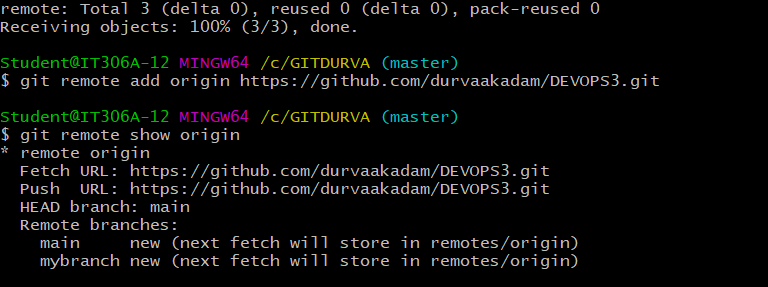 remote: Total 3 (delta 0), reused 0 (delta 0), pack-reused 0
Receiving objects: 100% (3/3), done.
Student@IT306A-12 MINGW64 /c/GITDURVA (master)
$ git remote add origin https://github.com/durvaakadam/DEVOPS3.git
Student@IT306A-12 MINGW64 /c/GITDURVA (master)
$ git remote show origin
* remote origin
  Fetch URL: https://github.com/durvaakadam/DEVOPS3.git
  Push  URL: https://github.com/durvaakadam/DEVOPS3.git
  HEAD branch: main
  Remote branches:
    main     new (next fetch will store in remotes/origin)
    mybranch new (next fetch will store in remotes/origin)